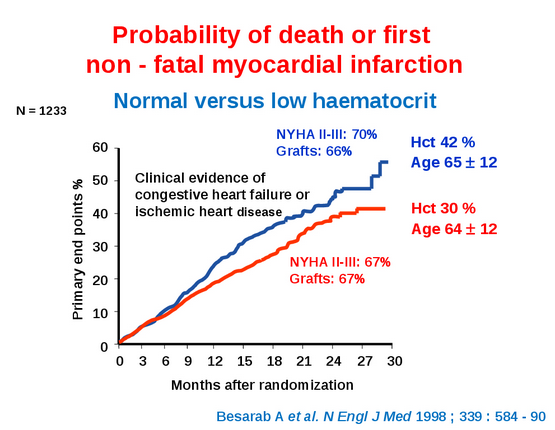 Probability of death or first
non - fatal myocardial infarction
Normal versus low haematocrit
N = 1233
NYHA II-III: 70%
Grafts: 66%
Hct 42 %
Age 65 ± 12
Clinical evidence of
congestive heart failure or
ischemic heart disease
Hct 30 %
Age 64 ± 12
NYHA II-III: 67%
Grafts: 67%
Primary end points %
60
50
40
30
20
10
0
0 3 6 9 12 15 18 21 24 27 30
Months after randomization
Besarab A et al. N Engl J Med 1998 ; 339 : 584 - 90